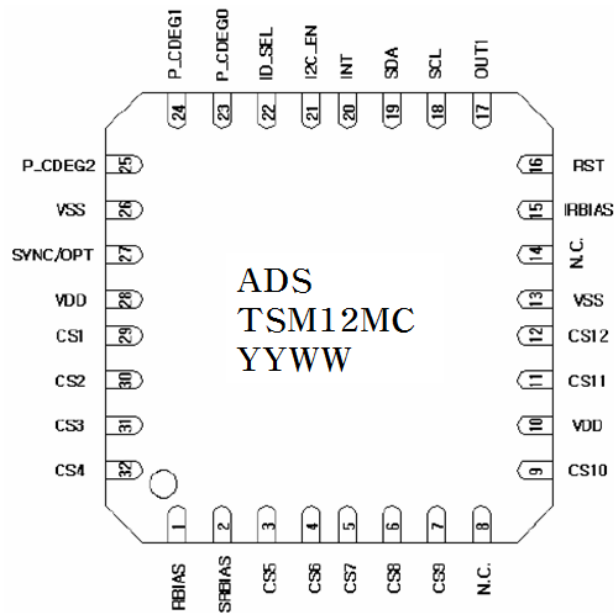 P_CDEG1 P_CDEG0 ID_SEL I2C_EN INT SDA SCL OUT1
24 23 22 21 20 19 18 17
P_CDEG2 25 16 RST
VSS 26 15 IRBIAS
SYNC/OPT 27 14 N.C.
VDD 28 13 VSS
CS1 29 12 CS12
CS2 30 11 CS11
CS3 31 10 VDD
CS4 32 9 CS10
ADS
TSM12MC
YYWW
1 2 3 4 5 6 7 8
RBIAS SRBIAS CS5 CS6 CS7 CS8 CS9 N.C.